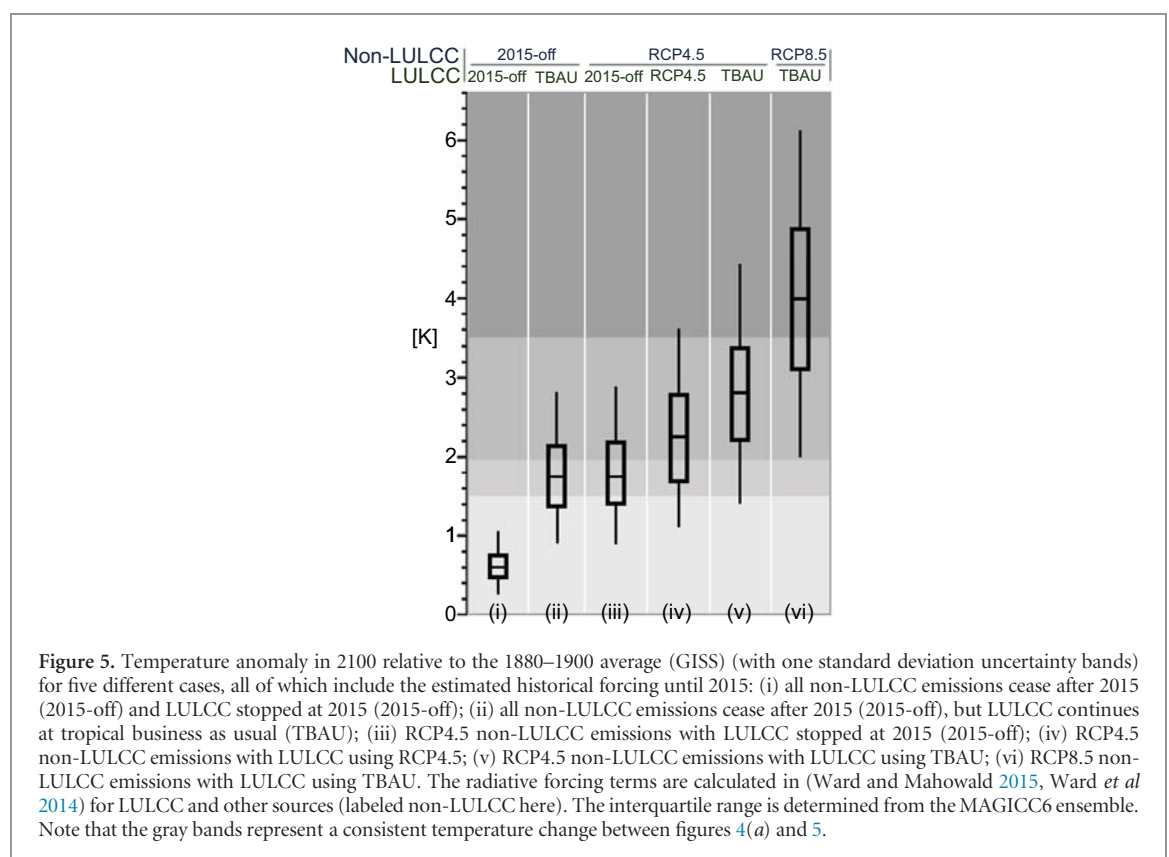 Non-LULCC 2015-off RCP4.5 RCP8.5
LULCC 2015-off TBAU 2015-off RCP4.5 TBAU TBAU
6
5
4
[K]
3
2
1
0
(i) (ii) (iii) (iv) (v) (vi)
Figure 5. Temperature anomaly in 2100 relative to the 1880–1900 average (GISS) (with one standard deviation uncertainty bands)
for five different cases, all of which include the estimated historical forcing until 2015: (i) all non-LULCC emissions cease after 2015
(2015-off) and LULCC stopped at 2015 (2015-off); (ii) all non-LULCC emissions cease after 2015 (2015-off), but LULCC continues
at tropical business as usual (TBAU); (iii) RCP4.5 non-LULCC emissions with LULCC stopped at 2015 (2015-off); (iv) RCP4.5
non-LULCC emissions with LULCC using RCP4.5; (v) RCP4.5 non-LULCC emissions with LULCC using TBAU; (vi) RCP8.5 non-
LULCC emissions with LULCC using TBAU. The radiative forcing terms are calculated in (Ward and Mahowald 2015, Ward et al
2014) for LULCC and other sources (labeled non-LULCC here). The interquartile range is determined from the MAGICC6 ensemble.
Note that the gray bands represent a consistent temperature change between figures 4(a) and 5.